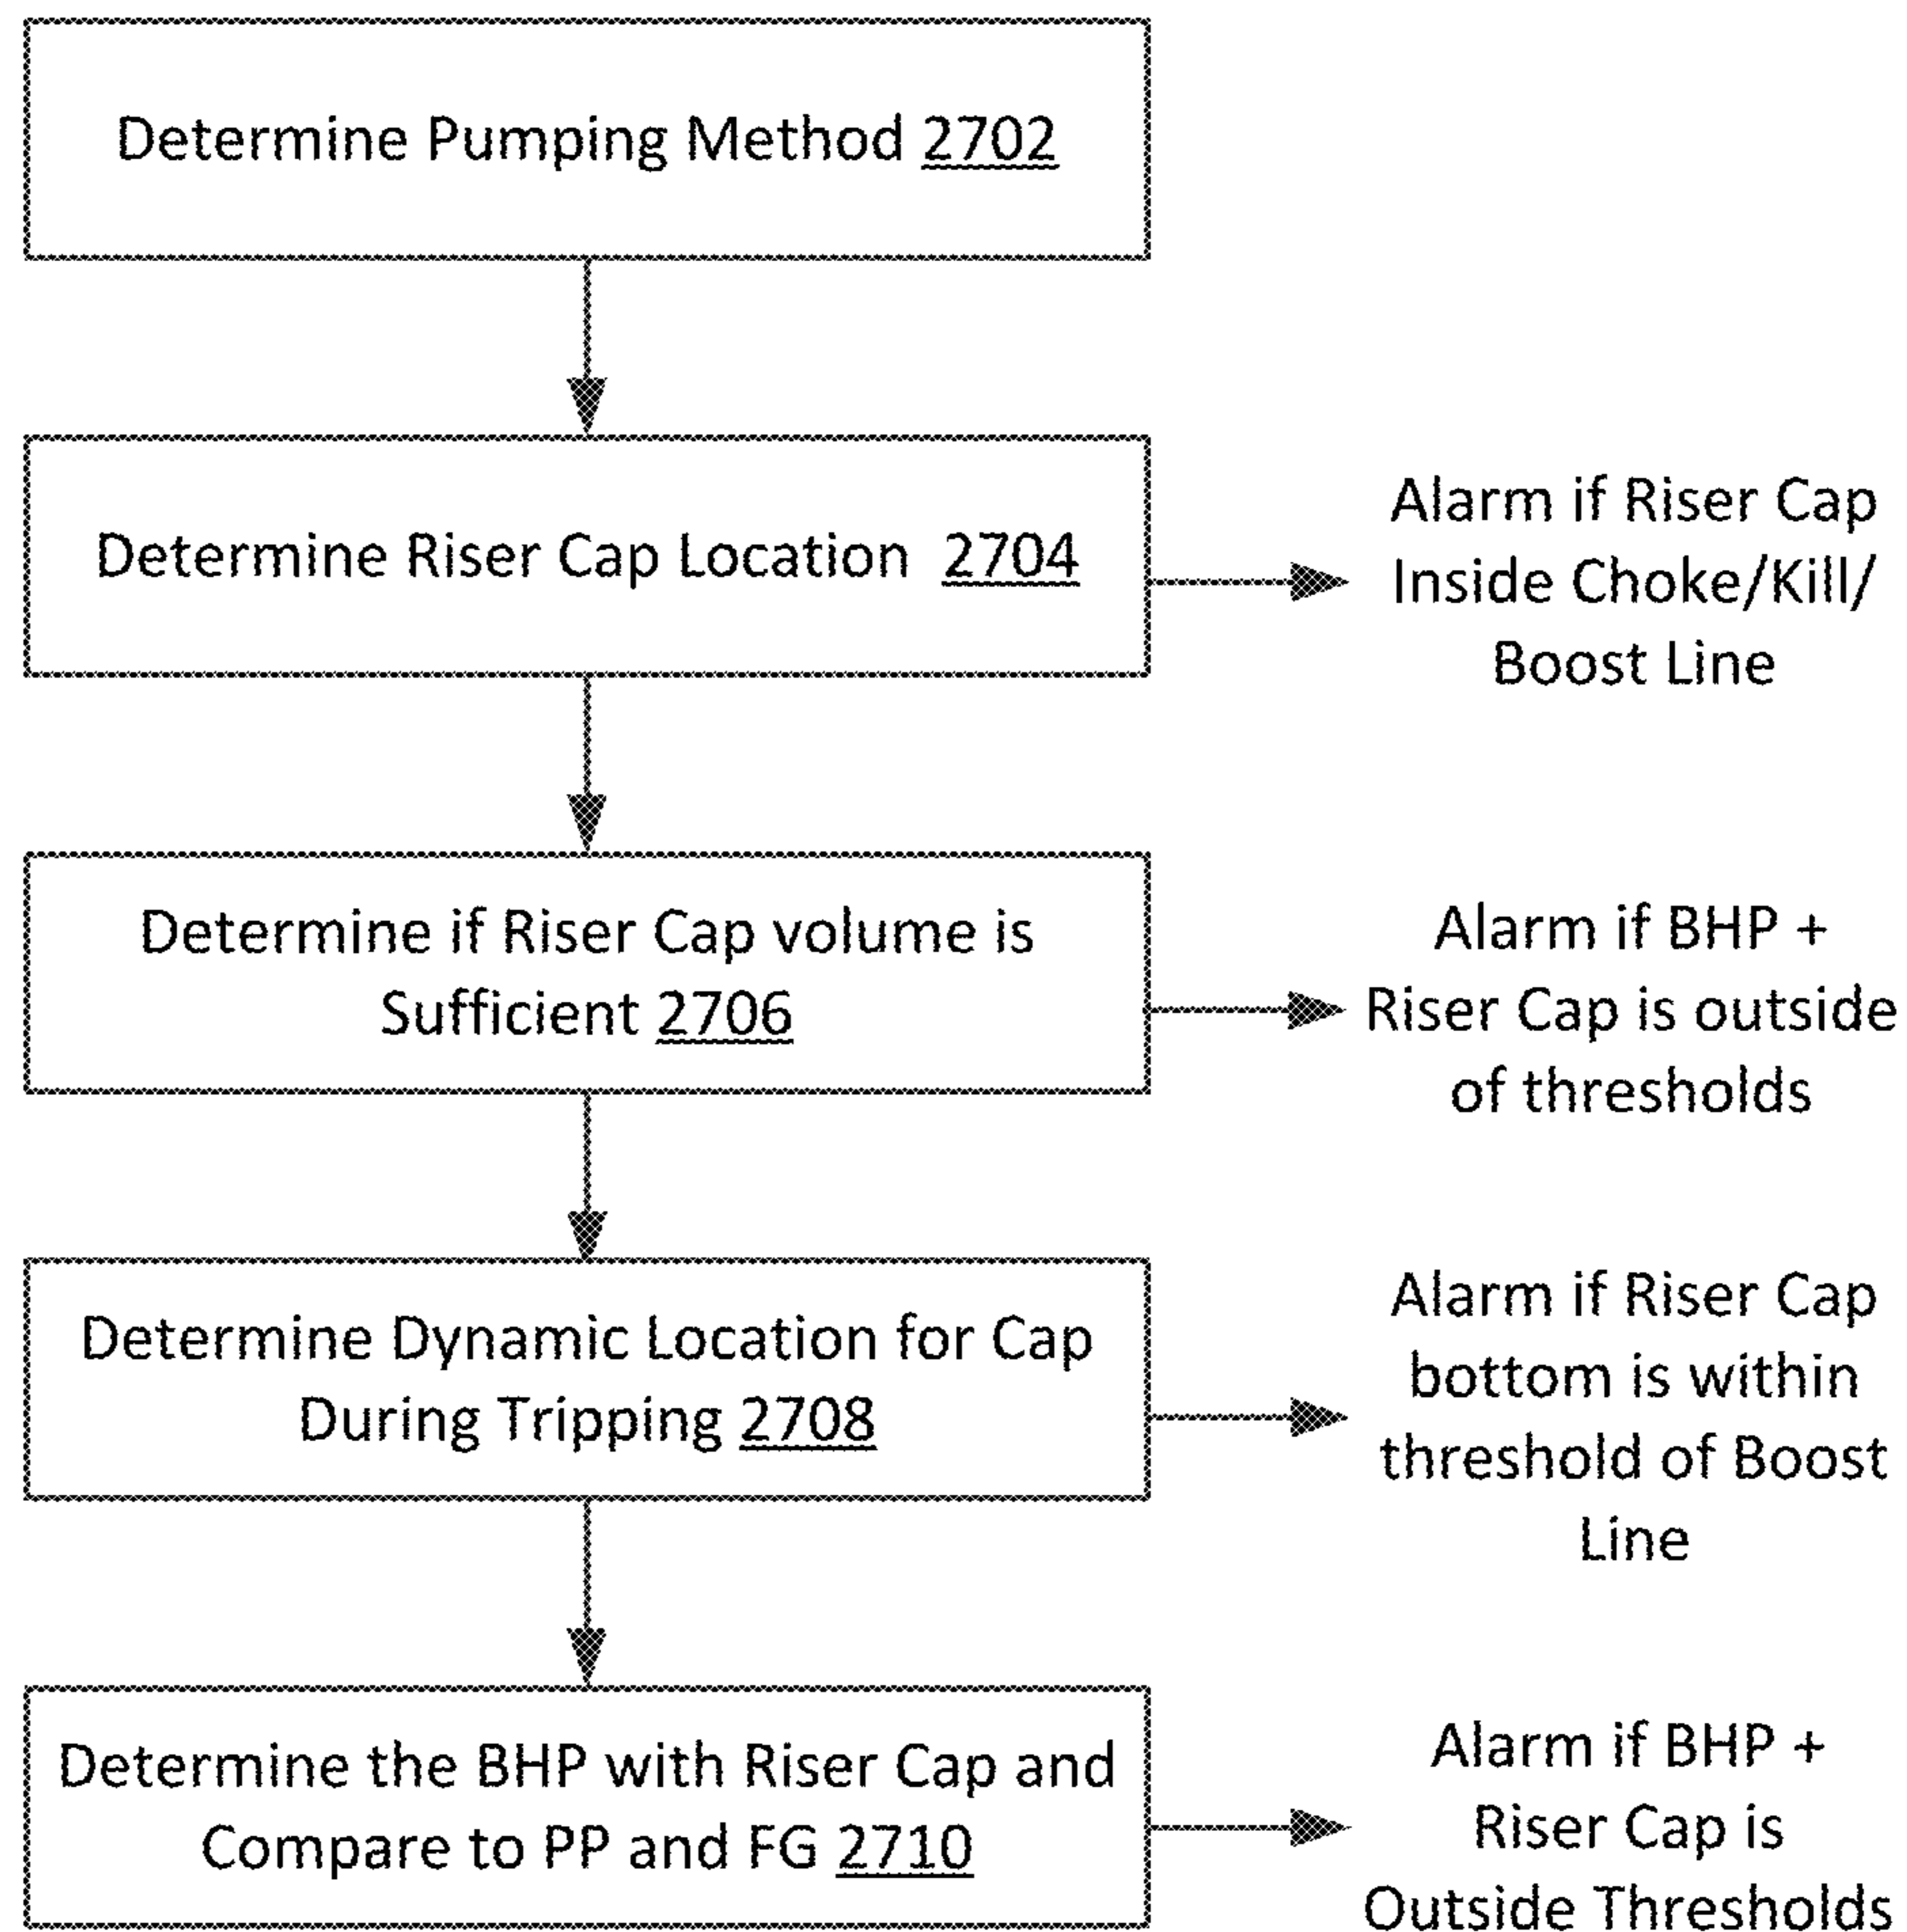 Determine Pumping Method 2702
Determine Riser Cap Location 2704
Alarm if Riser Cap
Inside Choke/Kill/
Boost Line
Determine if Riser Cap volume is
Sufficient 2706
Alarm if BHP +
Riser Cap is outside
of thresholds
Determine Dynamic Location for Cap
During Tripping 2708
Alarm if Riser Cap
bottom is within
threshold of Boost
Line
Determine the BHP with Riser Cap and
Compare to PP and FG 2710
Alarm if BHP +
Riser Cap is
Outside Thresholds